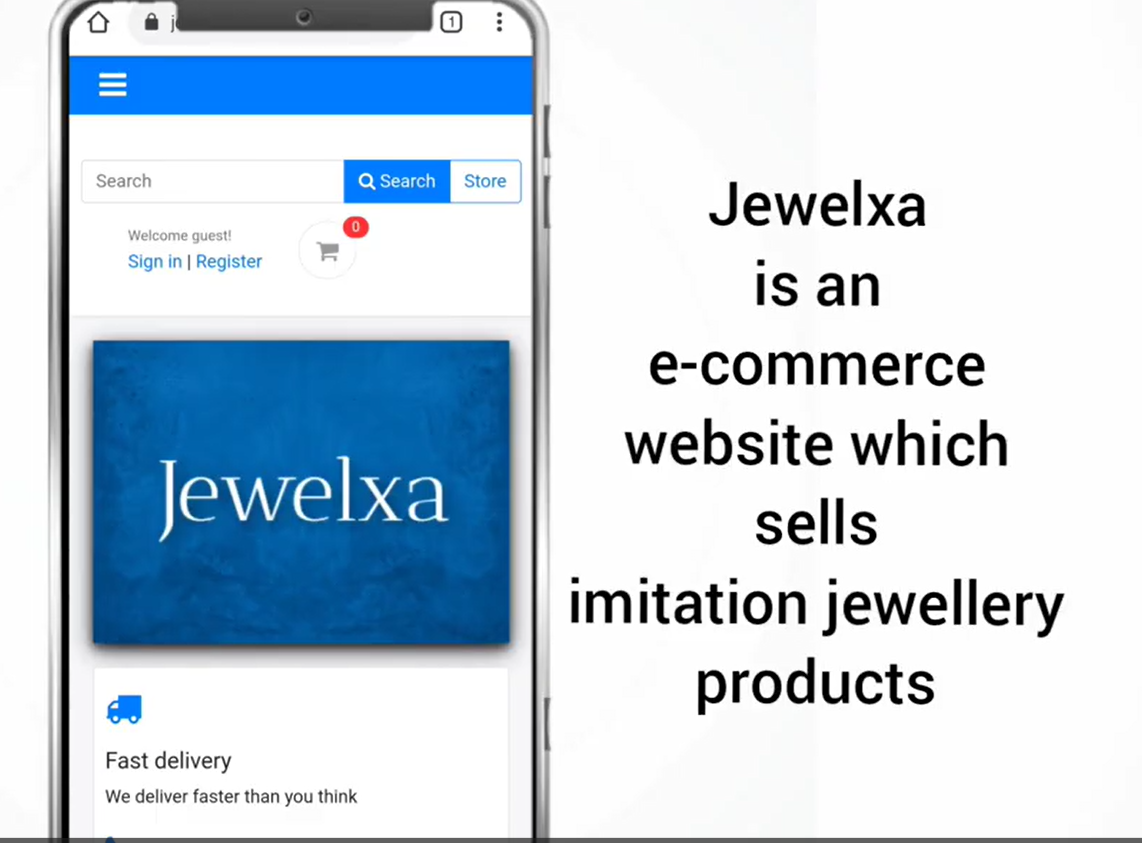 1
Search
Search
Store
0
Welcome guest!
Sign in | Register
Jewelxa
Fast delivery
We deliver faster than you think
Jewelxa
is an
e-commerce
website which
sells
imitation jewellery
products